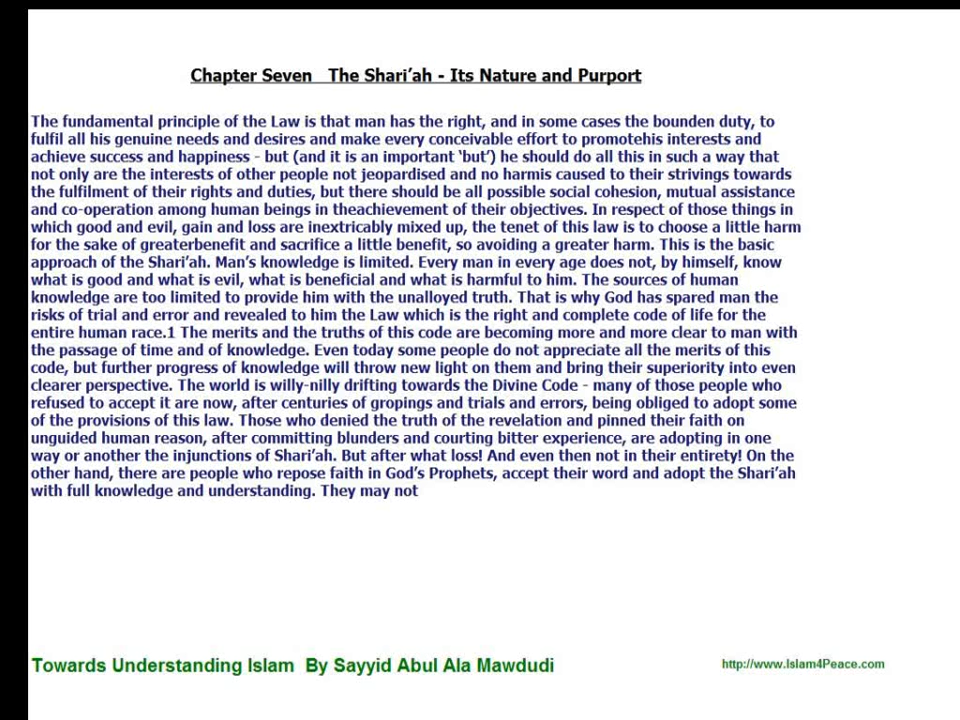 Chapter Seven   The Shari'ah - Its Nature and Purport
The fundamental principle of the Law is that man has the right, and in some cases the bounden duty, to
fulfil all his genuine needs and desires and make every conceivable effort to promotehis interests and
achieve success and happiness - but (and it is an important 'but') he should do all this in such a way that
not only are the interests of other people not jeopardised and no harmis caused to their strivings towards
the fulfilment of their rights and duties, but there should be all possible social cohesion, mutual assistance
and co-operation among human beings in theachievement of their objectives. In respect of those things in
which good and evil, gain and loss are inextricably mixed up, the tenet of this law is to choose a little harm
for the sake of greaterbenefit and sacrifice a little benefit, so avoiding a greater harm. This is the basic
approach of the Shari'ah. Man's knowledge is limited. Every man in every age does not, by himself, know
what is good and what is evil, what is beneficial and what is harmful to him. The sources of human
knowledge are too limited to provide him with the unalloyed truth. That is why God has spared man the
risks of trial and error and revealed to him the Law which is the right and complete code of life for the
entire human race.1 The merits and the truths of this code are becoming more and more clear to man with
the passage of time and of knowledge. Even today some people do not appreciate all the merits of this
code, but further progress of knowledge will throw new light on them and bring their superiority into even
clearer perspective. The world is willy-nilly drifting towards the Divine Code - many of those people who
refused to accept it are now, after centuries of gropings and trials and errors, being obliged to adopt some
of the provisions of this law. Those who denied the truth of the revelation and pinned their faith on
unguided human reason, after committing blunders and courting bitter experience, are adopting in one
way or another the injunctions of Shari'ah. But after what loss! And even then not in their entirety! On the
other hand, there are people who repose faith in God's Prophets, accept their word and adopt the Shari'ah
with full knowledge and understanding. They may not
Towards Understanding Islam  By Sayyid Abul Ala Mawdudi
http://www.Islam4Peace.com